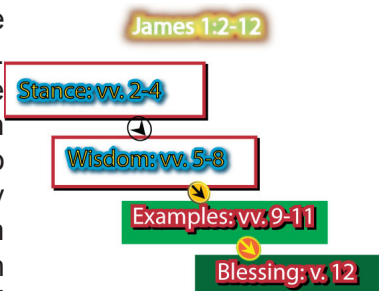 James 1:2-12
Stance: vv. 2-4
Wisdom: vv. 5-8
Examples: vv. 9-11
Blessing: v. 12